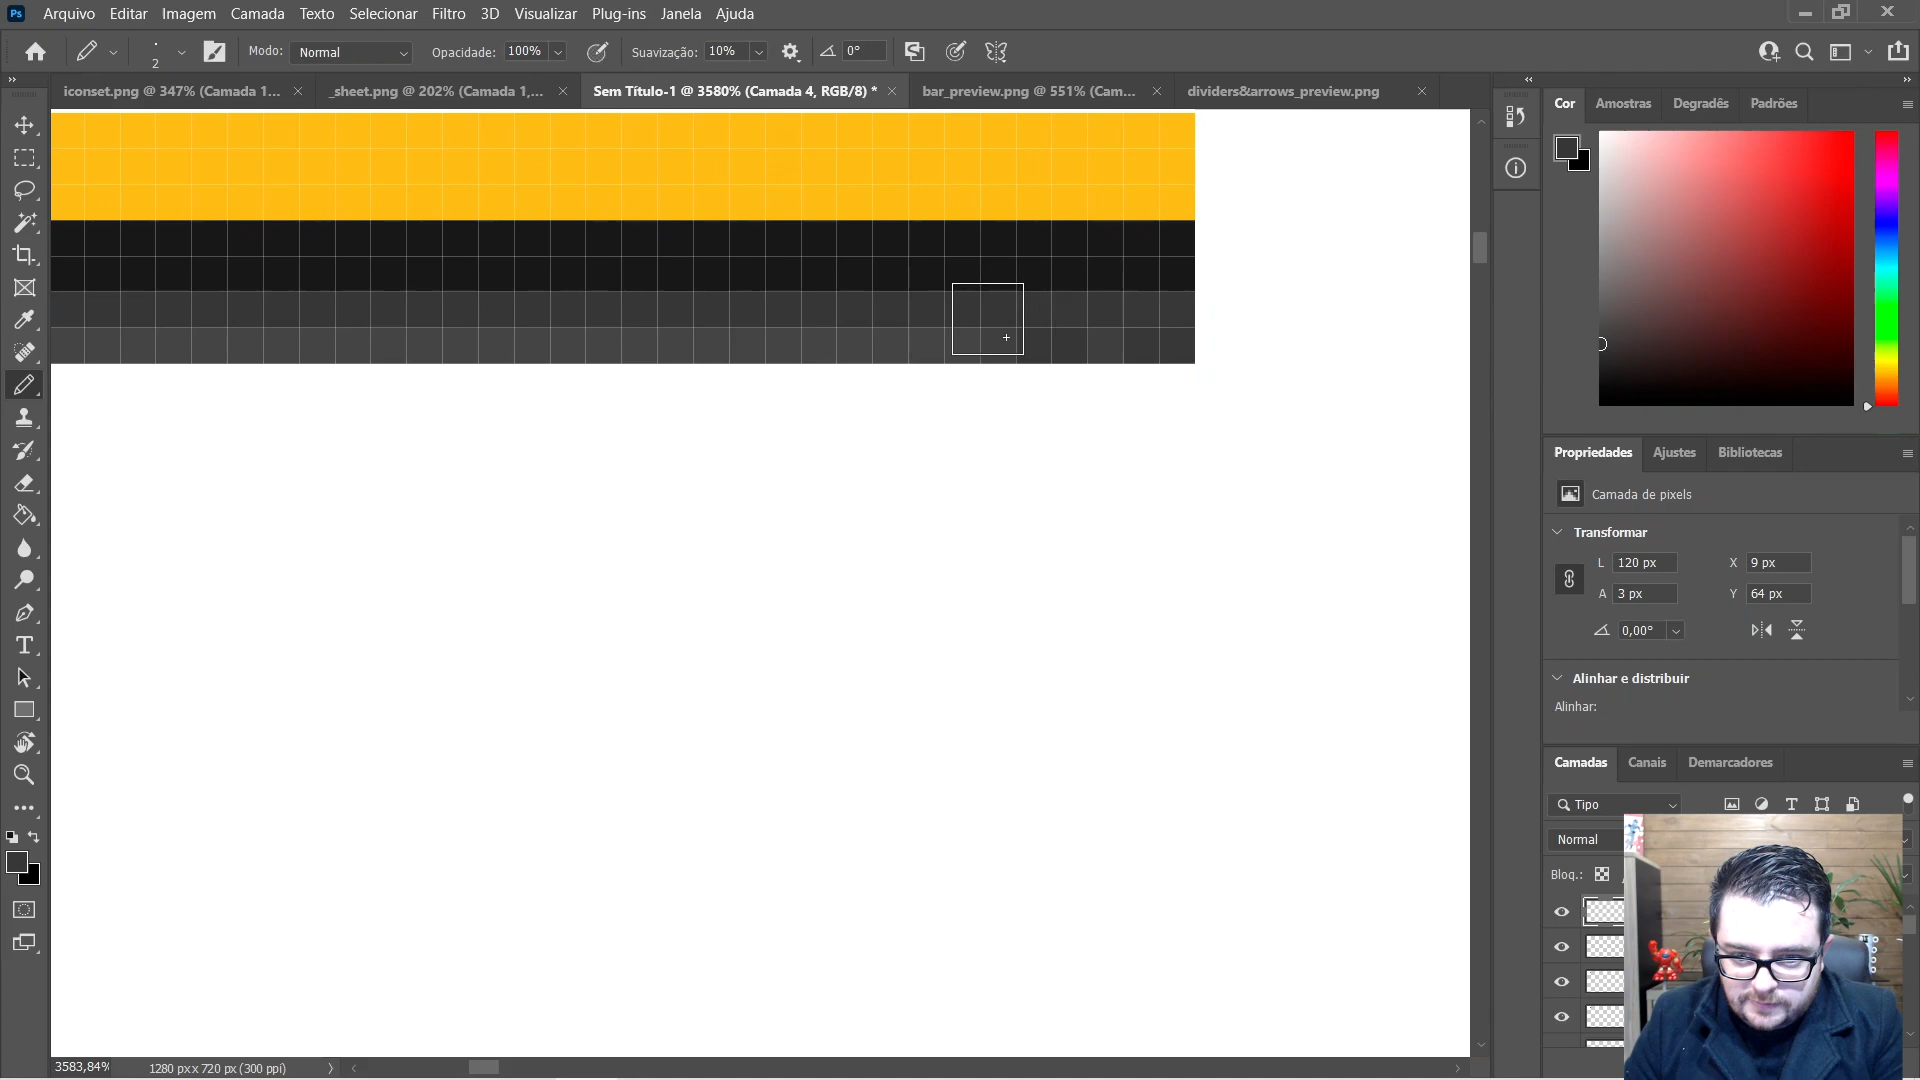 Ps Arquivo Editar Imagem Camada Texto Selecionar Filtro 3D Visualizar Plug-ins Janela Ajuda
2 Modo: Normal Opacidade: 100% Suavização: 10% 0°
iconset.png @ 347% (Camada 1... _sheet.png @ 202% (Camada 1,... Sem Título-1 @ 3580% (Camada 4, RGB/8) * bar_preview.png @ 551% (Cam... dividers&arrows_preview.png
Cor Amostras Degradês Padrões
Propriedades Ajustes Bibliotecas
Camada de pixels
Transformar
L 120 px X 9 px
A 3 px Y 64 px
0,00°
Alinhar e distribuir
Alinhar:
Camadas Canais Demarcadores
Tipo
Normal
Bloq.:
3583,84% 1280 px x 720 px (300 ppi)